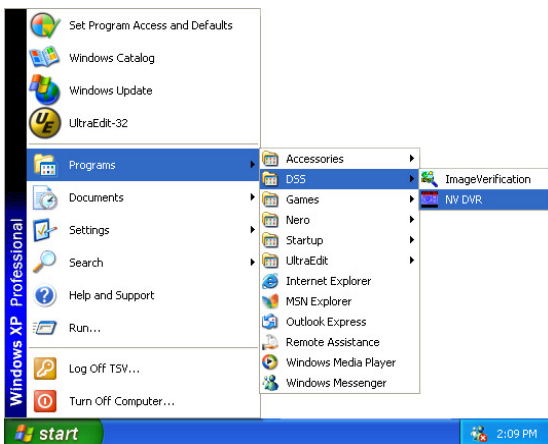 Set Program Access and Defaults
Windows Catalog
Windows Update
UE
UltraEdit-32
Programs
Documents
Settings
Search
Help and Support
Run...
Log Off TSV...
Turn Off Computer...
Windows XP Professional
Accessories
DSS
Games
Nero
Startup
UltraEdit
Internet Explorer
MSN Explorer
Outlook Express
Remote Assistance
Windows Media Player
Windows Messenger
ImageVerification
NV DVR
start
2:09 PM